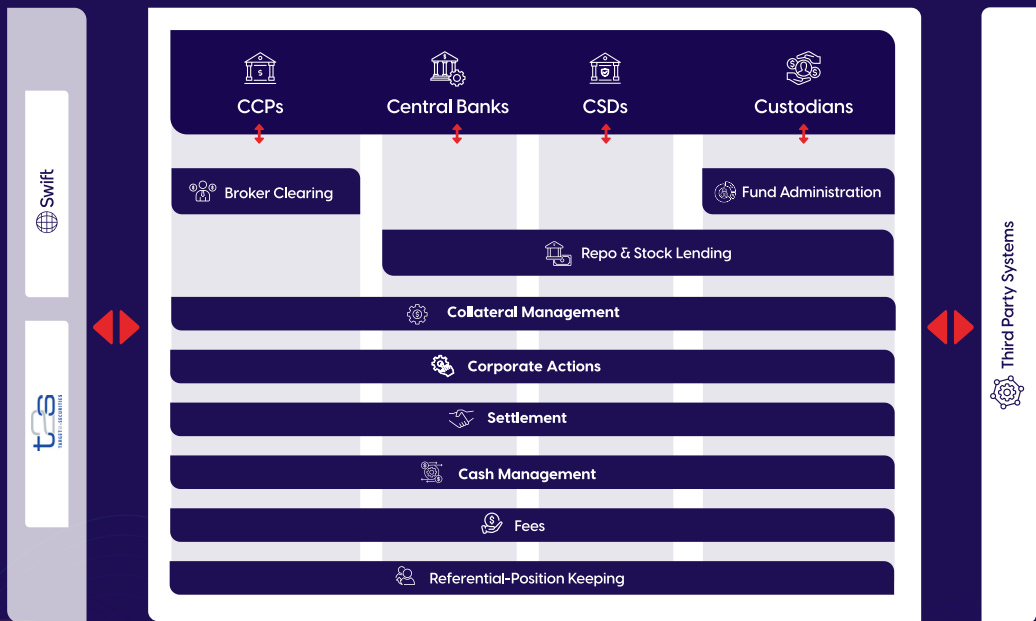 Swift
t2s
TARGET2-SECURITIES
CCPs
Central Banks
CSDs
Custodians
Broker Clearing
Fund Administration
Repo & Stock Lending
Collateral Management
Corporate Actions
Settlement
Cash Management
Fees
Referential-Position Keeping
Third Party Systems